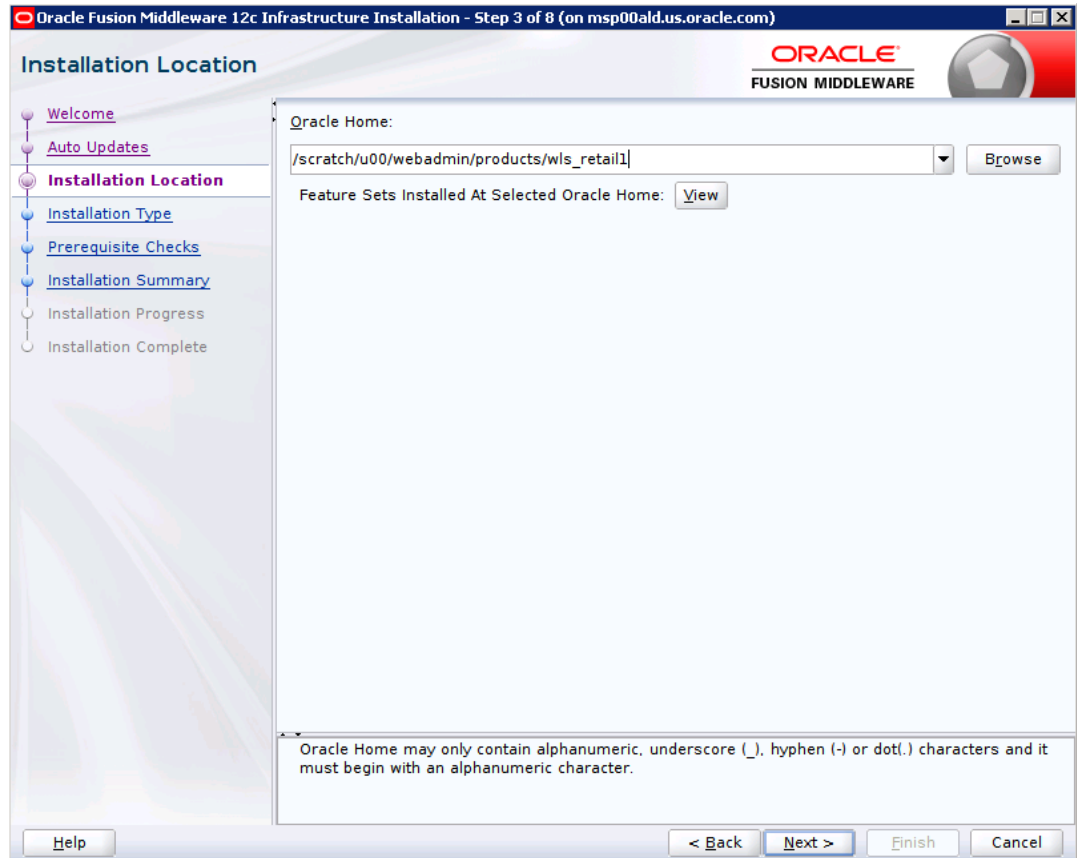 Oracle Fusion Middleware 12c Infrastructure Installation - Step 3 of 8 (on msp00ald.us.oracle.com)
Installation Location
ORACLE®
FUSION MIDDLEWARE
Welcome
Auto Updates
Installation Location
Installation Type
Prerequisite Checks
Installation Summary
Installation Progress
Installation Complete
Oracle Home:
/scratch/u00/webadmin/products/wls_retail1
Browse
Feature Sets Installed At Selected Oracle Home: View
Oracle Home may only contain alphanumeric, underscore (_), hyphen (-) or dot(.) characters and it
must begin with an alphanumeric character.
Help
< Back
Next >
Finish
Cancel